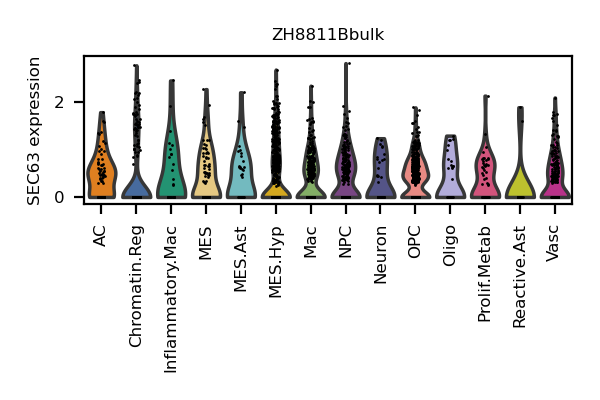 ZH8811Bbulk
SEC63 expression
2
0
AC
Chromatin.Reg
Inflammatory.Mac
MES
MES.Ast
MES.Hyp
Mac
NPC
Neuron
OPC
Oligo
Prolif.Metab
Reactive.Ast
Vasc